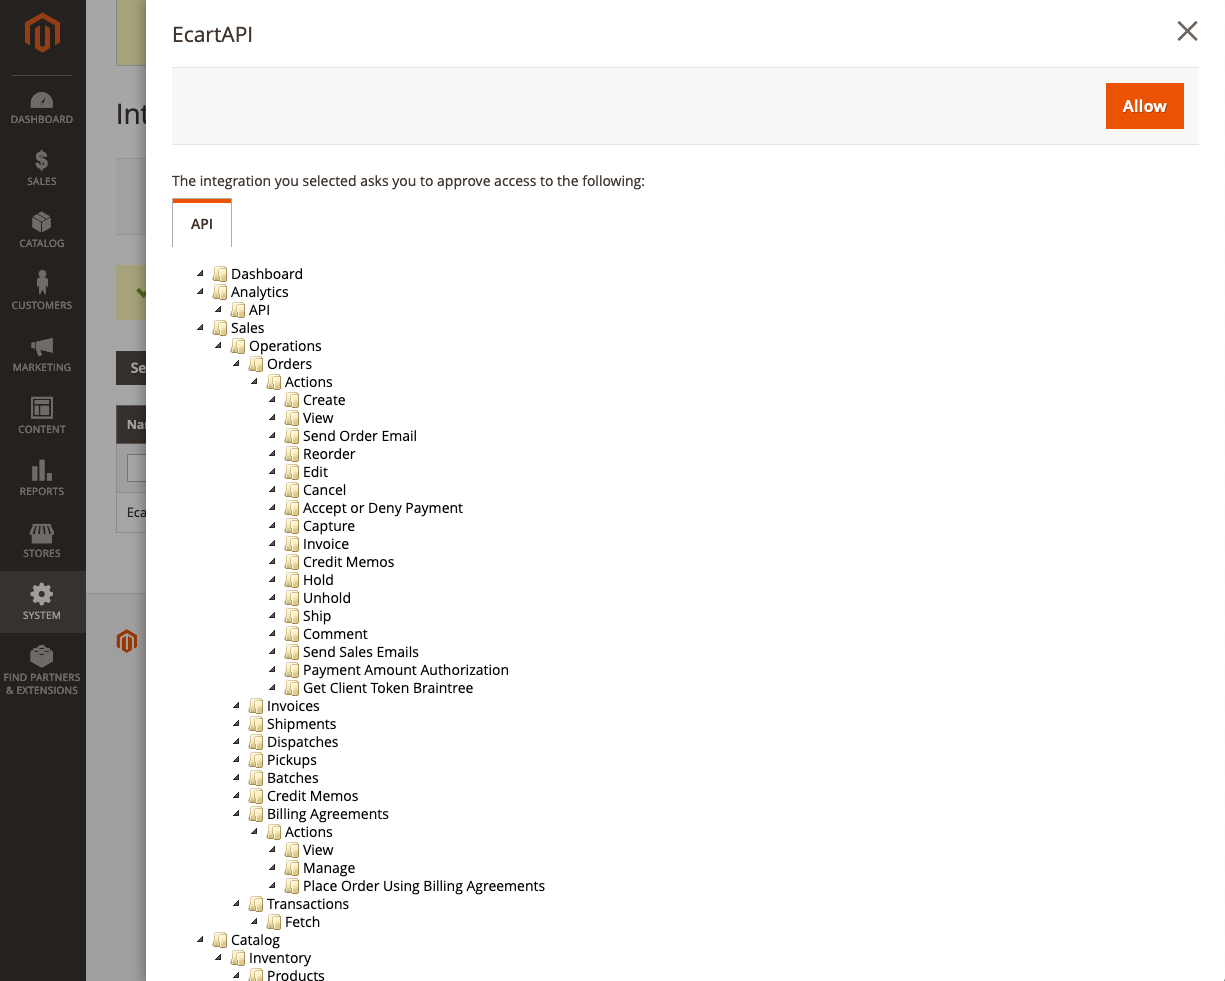 EcartAPI
Allow
The integration you selected asks you to approve access to the following:
API
Dashboard
Analytics
API
Sales
Operations
Orders
Actions
Create
View
Send Order Email
Reorder
Edit
Cancel
Accept or Deny Payment
Capture
Invoice
Credit Memos
Hold
Unhold
Ship
Comment
Send Sales Emails
Payment Amount Authorization
Get Client Token Braintree
Invoices
Shipments
Dispatches
Pickups
Batches
Credit Memos
Billing Agreements
Actions
View
Manage
Place Order Using Billing Agreements
Transactions
Fetch
Catalog
Inventory
Products
DASHBOARD
SALES
CATALOG
CUSTOMERS
MARKETING
CONTENT
REPORTS
STORES
SYSTEM
FIND PARTNERS
& EXTENSIONS
Int
Se
Na
Eca